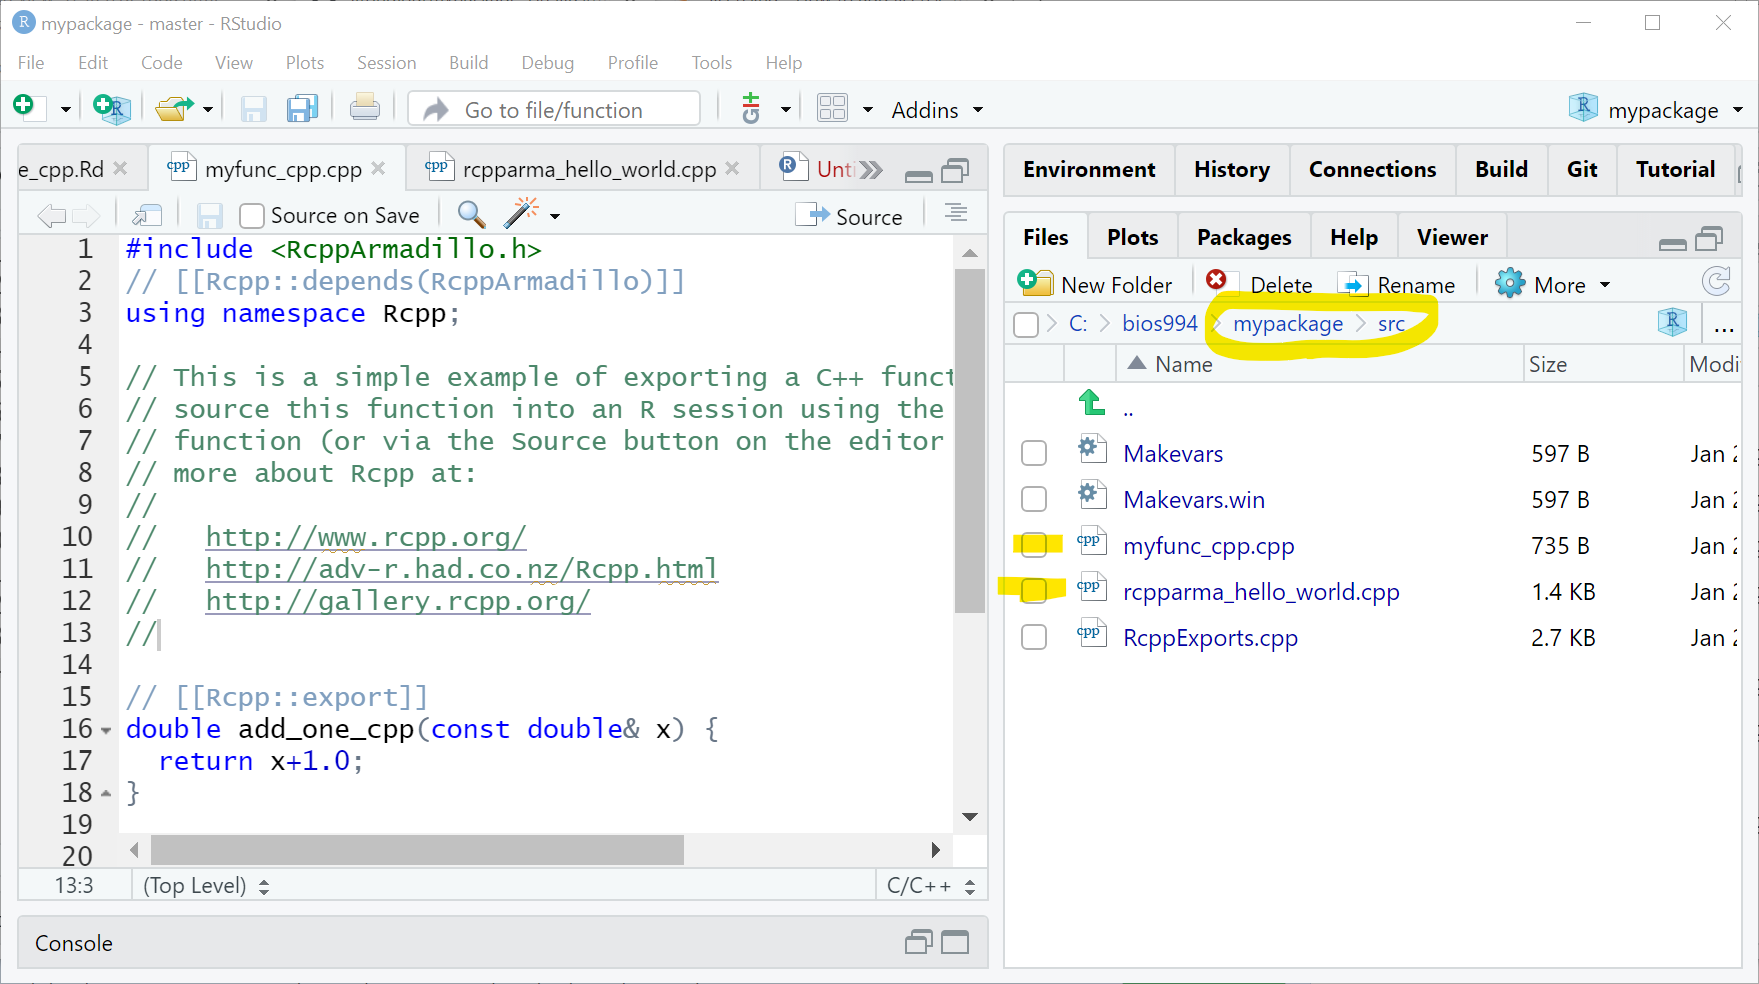 mypackage - master - RStudio
File Edit Code View Plots Session Build Debug Profile Tools Help
Go to file/function Addins mypackage
e_cpp.Rd myfunc_cpp.cpp rcpparma_hello_world.cpp Unti
Source on Save Source
1 #include <RcppArmadillo.h>
2 // [[Rcpp::depends(RcppArmadillo)]]
3 using namespace Rcpp;
4
5 // This is a simple example of exporting a C++ funct
6 // source this function into an R session using the
7 // function (or via the Source button on the editor
8 // more about Rcpp at:
9 //
10 // http://www.rcpp.org/
11 // http://adv-r.had.co.nz/Rcpp.html
12 // http://gallery.rcpp.org/
13 //
14
15 // [[Rcpp::export]]
16 double add_one_cpp(const double& x) {
17 return x+1.0;
18 }
19
20
13:3 (Top Level) C/C++
Console
Environment History Connections Build Git Tutorial
Files Plots Packages Help Viewer
New Folder Delete Rename More
C: bios994 mypackage src ...
Name Size Modi
..
Makevars 597 B Jan 2
Makevars.win 597 B Jan 2
cpp myfunc_cpp.cpp 735 B Jan 2
cpp rcpparma_hello_world.cpp 1.4 KB Jan 2
cpp RcppExports.cpp 2.7 KB Jan 2